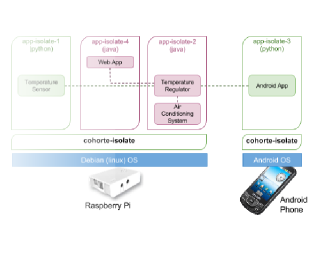 app-isolate-1
(python)
app-isolate-4
(java)
app-isolate-2
(java)
app-isolate-3
(python)
Web App
Temperature
Sensor
Temperature
Regulator
Android App
Air
Conditioning
System
cohorte-isolate
cohorte-isolate
Debian (linux) OS
Android OS
Raspberry Pi
Android
Phone